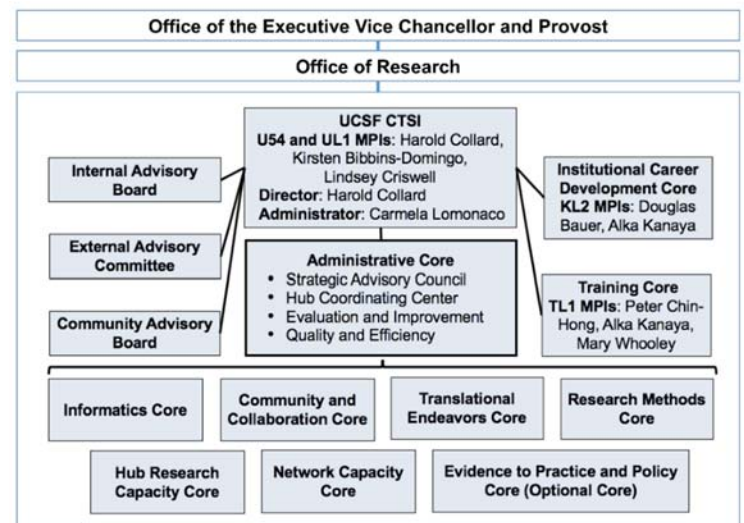 Office of the Executive Vice Chancellor and Provost
Office of Research
UCSF CTSI
U54 and UL1 MPIs: Harold Collard,
Kirsten Bibbins-Domingo,
Lindsey Criswell
Director: Harold Collard
Administrator: Carmela Lomonaco
Internal Advisory
Board
External Advisory
Committee
Community Advisory
Board
Institutional Career
Development Core
KL2 MPIs: Douglas
Bauer, Alka Kanaya
Training Core
TL1 MPIs: Peter Chin-
Hong, Alka Kanaya,
Mary Whooley
Administrative Core
• Strategic Advisory Council
• Hub Coordinating Center
• Evaluation and Improvement
• Quality and Efficiency
Informatics Core
Community and
Collaboration Core
Translational
Endeavors Core
Research Methods
Core
Hub Research
Capacity Core
Network Capacity
Core
Evidence to Practice and Policy
Core (Optional Core)